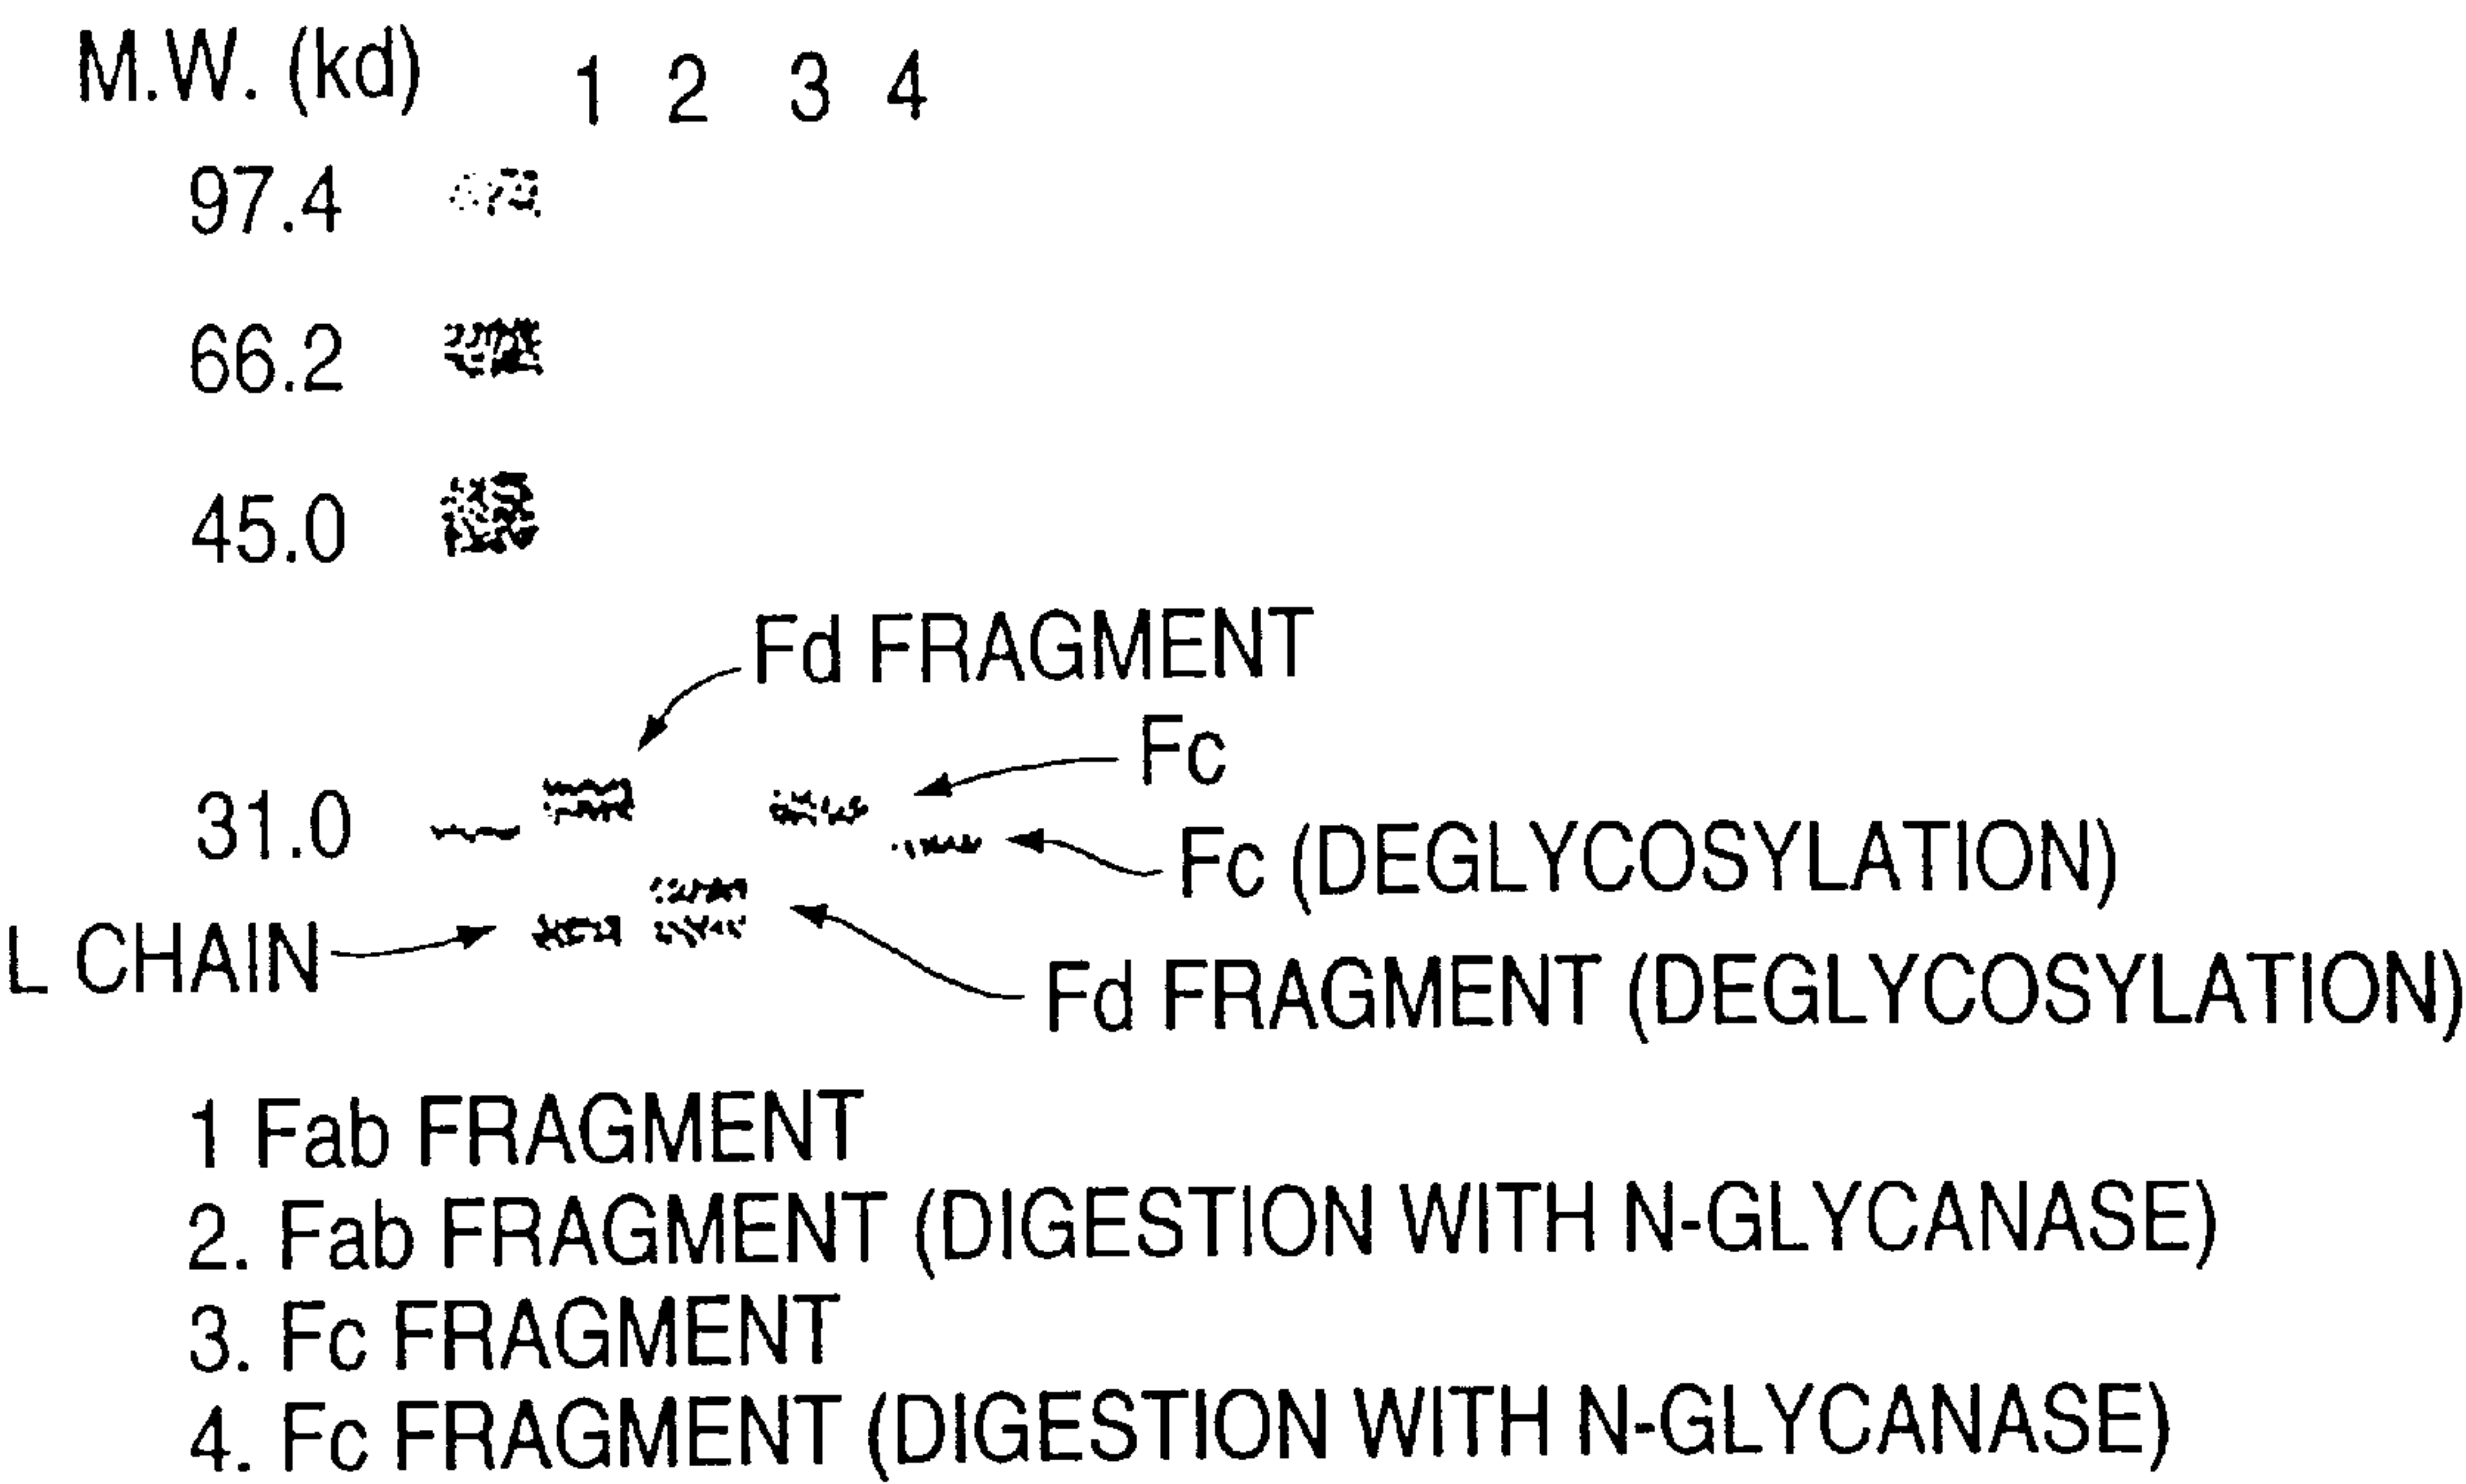 M.W. (kd) 1 2 3 4
97.4
66.2
45.0
Fd FRAGMENT
Fc
31.0
Fc (DEGLYCOSYLATION)
L CHAIN
Fd FRAGMENT (DEGLYCOSYLATION)
1 Fab FRAGMENT
2. Fab FRAGMENT (DIGESTION WITH N-GLYCANASE)
3. Fc FRAGMENT
4. Fc FRAGMENT (DIGESTION WITH N-GLYCANASE)